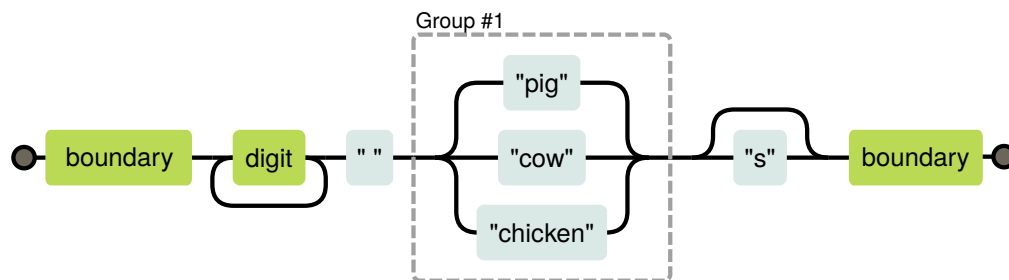 Group #1
boundary digit " " "pig" "s" boundary
"cow"
"chicken"